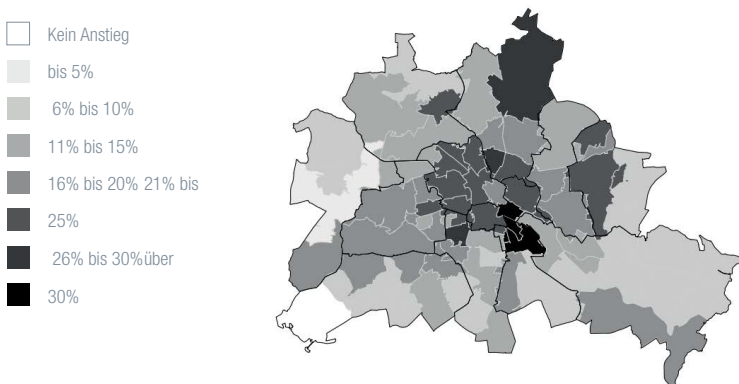 Kein Anstieg
bis 5%
6% bis 10%
11% bis 15%
16% bis 20% 21% bis
25%
26% bis 30%über
30%